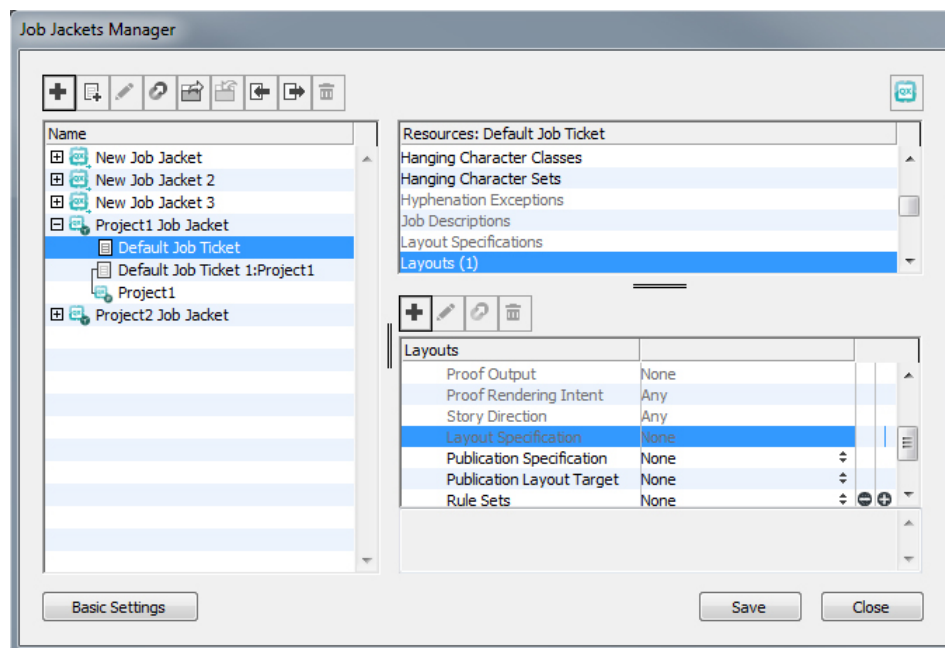 Job Jackets Manager
Name
New Job Jacket
New Job Jacket 2
New Job Jacket 3
Project1 Job Jacket
Default Job Ticket
Default Job Ticket 1:Project1
Project1
Project2 Job Jacket
Resources: Default Job Ticket
Hanging Character Classes
Hanging Character Sets
Hyphenation Exceptions
Job Descriptions
Layout Specifications
Layouts (1)
Layouts
Proof Output None
Proof Rendering Intent Any
Story Direction Any
Layout Specification None
Publication Specification None
Publication Layout Target None
Rule Sets None
Basic Settings Save Close